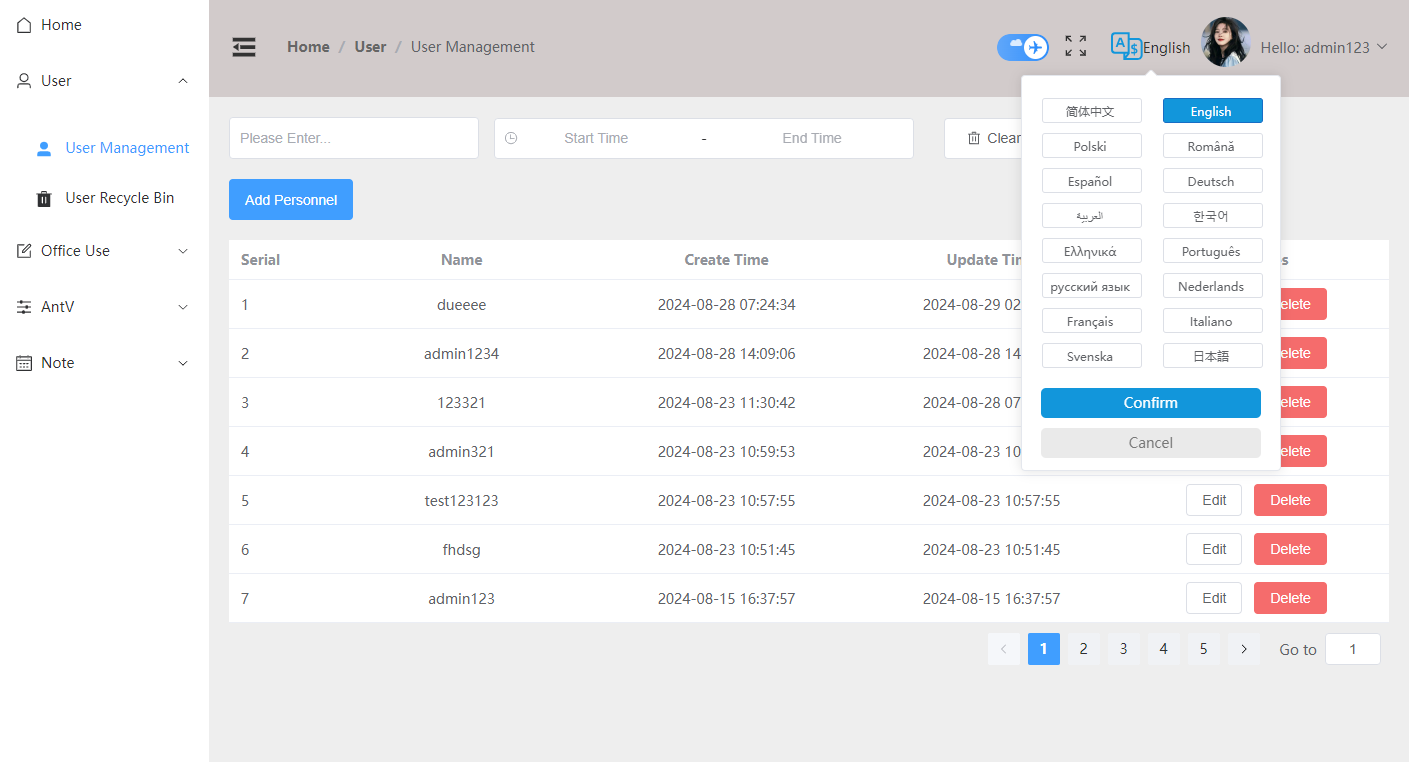 Home
User
User Management
User Recycle Bin
Office Use
AntV
Note
Home / User / User Management
English
Hello: admin123
Please Enter...
Start Time - End Time
Clear
Add Personnel
简体中文 English
Polski Română
Español Deutsch
العربية 한국어
Ελληνικά Português
русский язык Nederlands
Français Italiano
Svenska 日本語
Confirm
Cancel
Serial Name Create Time Update Tim
1 dueeee 2024-08-28 07:24:34 2024-08-29 02 elete
2 admin1234 2024-08-28 14:09:06 2024-08-28 14 elete
3 123321 2024-08-23 11:30:42 2024-08-28 07 elete
4 admin321 2024-08-23 10:59:53 2024-08-23 10 elete
5 test123123 2024-08-23 10:57:55 2024-08-23 10:57:55 Edit Delete
6 fhdsg 2024-08-23 10:51:45 2024-08-23 10:51:45 Edit Delete
7 admin123 2024-08-15 16:37:57 2024-08-15 16:37:57 Edit Delete
1 2 3 4 5 Go to 1